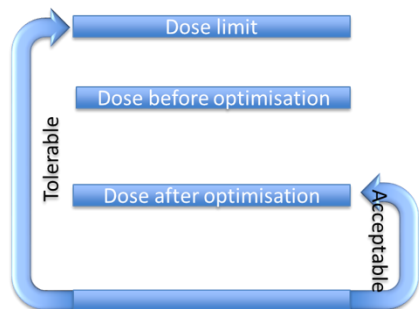 Dose limit
Dose before optimisation
Tolerable
Dose after optimisation
Acceptable